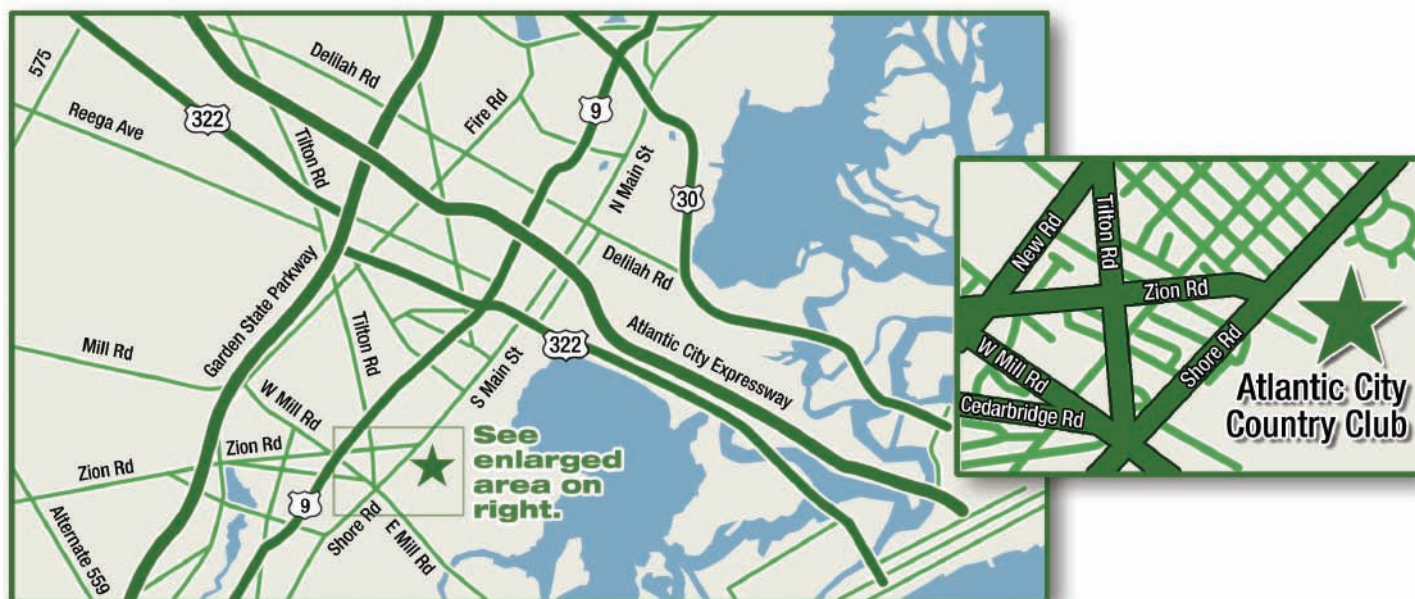 575
Delilah Rd
Reega Ave
322
Tilton Rd
Fire Rd
9
N Main St
30
Delilah Rd
Garden State Parkway
Mill Rd
Tilton Rd
322
Atlantic City Expressway
S Main St
W Mill Rd
Zion Rd
Zion Rd
9
Alternate 559
Shore Rd
E Mill Rd
See
enlarged
area on
right.
New Rd
Tilton Rd
Zion Rd
Shore Rd
W Mill Rd
Cedarbridge Rd
Atlantic City
Country Club